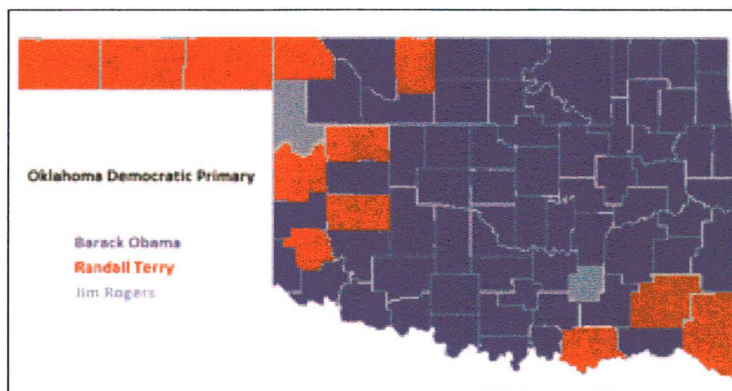 Oklahoma Democratic Primary
Barack Obama
Randall Terry
Jim Rogers